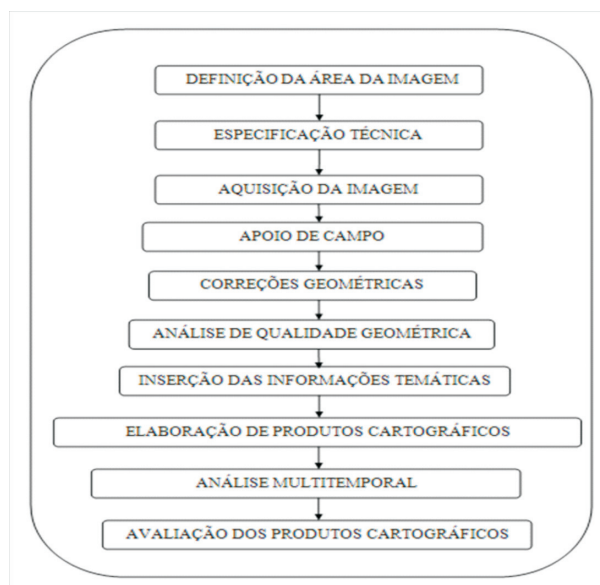 DEFINIÇÃO DA ÁREA DA IMAGEM
ESPECIFICAÇÃO TÉCNICA
AQUISIÇÃO DA IMAGEM
APOIO DE CAMPO
CORREÇÕES GEOMÉTRICAS
ANÁLISE DE QUALIDADE GEOMÉTRICA
INSERÇÃO DAS INFORMAÇÕES TEMÁTICAS
ELABORAÇÃO DE PRODUTOS CARTOGRÁFICOS
ANÁLISE MULTITEMPORAL
AVALIAÇÃO DOS PRODUTOS CARTOGRÁFICOS